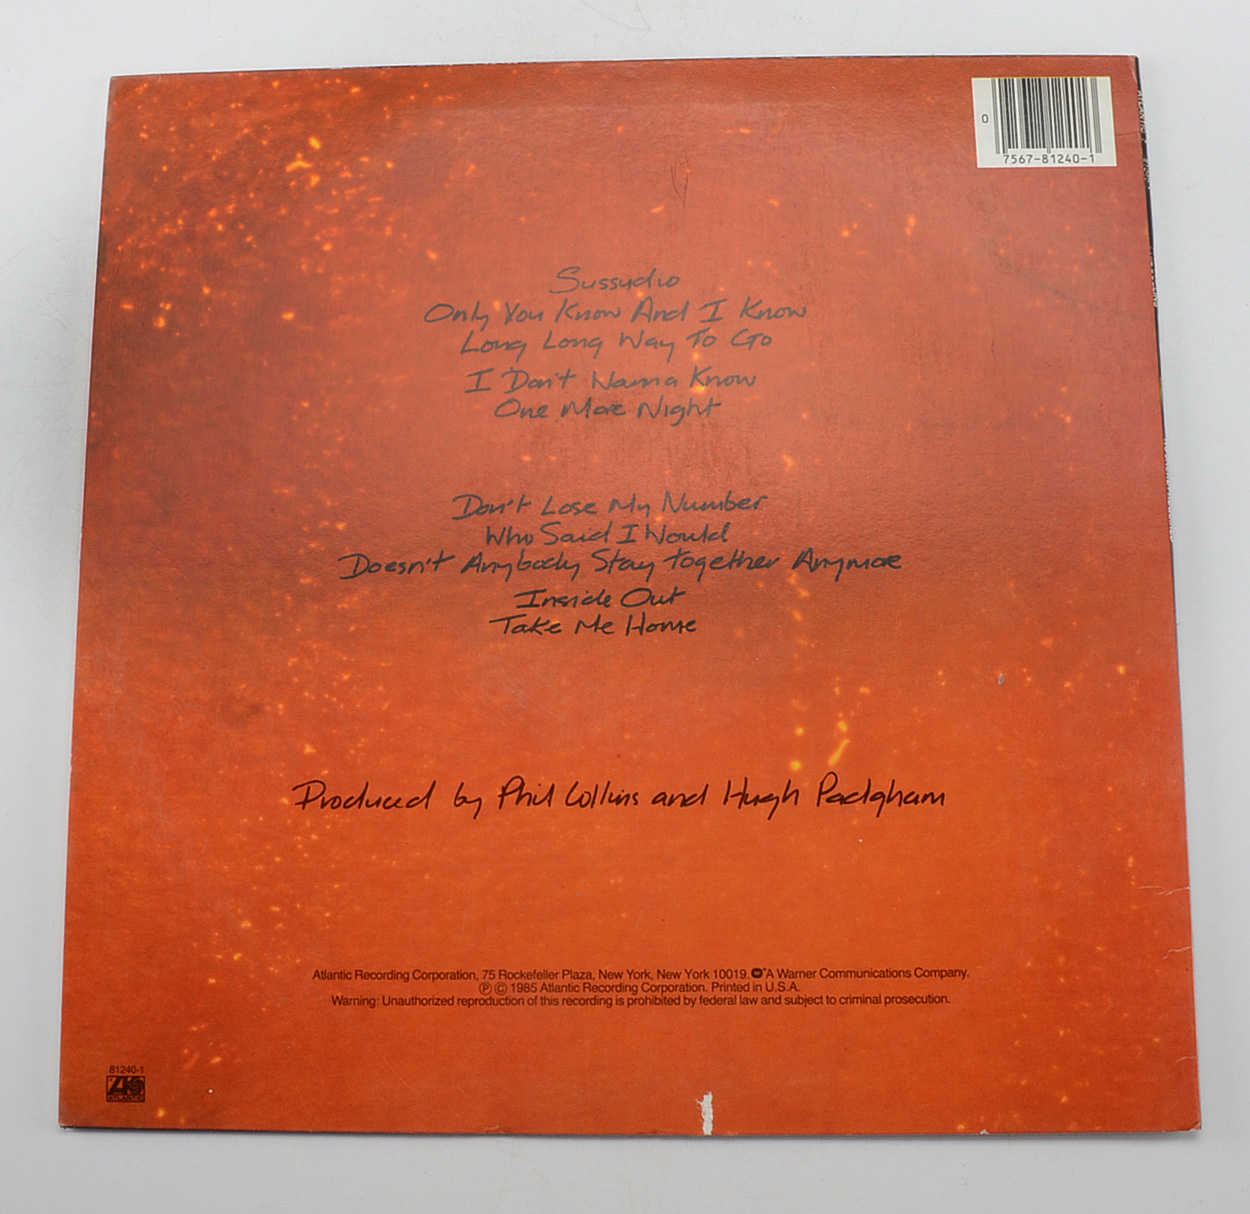 0
7567-81240-1
Sussudio
Only You Know And I Know
Long Long Way To Go
I Don't Wanna Know
One More Night
Don't Lose My Number
Who Said I Would
Doesn't Anybody Stay Together Anymore
Inside Out
Take Me Home
Produced by Phil Collins and Hugh Padgham
Atlantic Recording Corporation, 75 Rockefeller Plaza, New York, New York 10019. A Warner Communications Company.
Ⓟ © 1985 Atlantic Recording Corporation. Printed in U.S.A.
Warning: Unauthorized reproduction of this recording is prohibited by federal law and subject to criminal prosecution.
81240-1
ATLANTIC